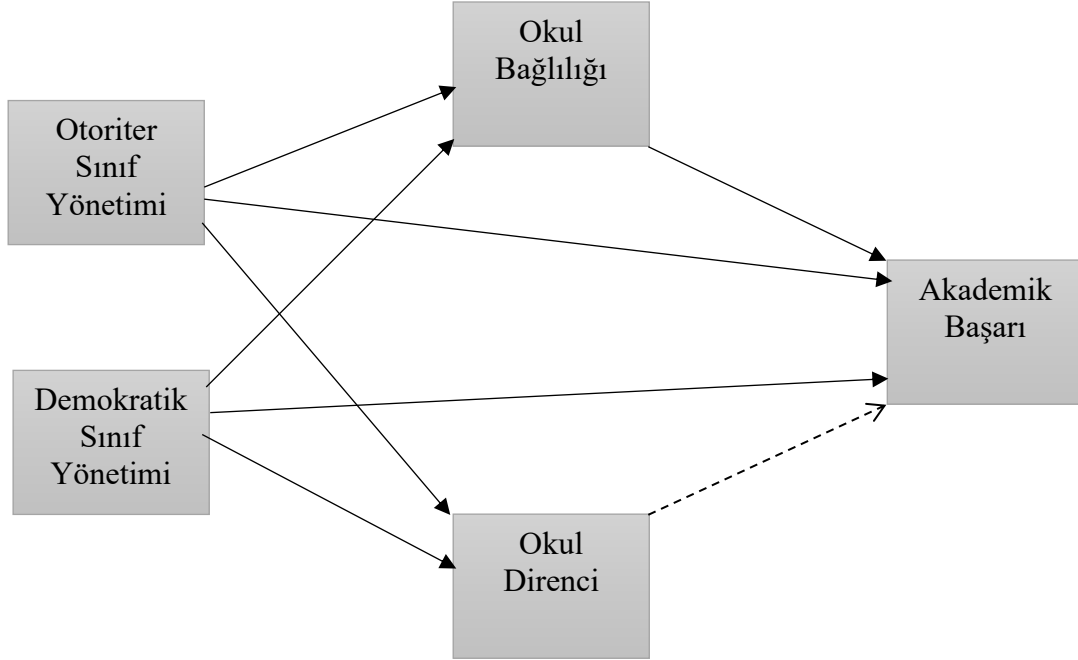 Okul
Bağlılığı
Otoriter
Sınıf
Yönetimi
Akademik
Başarı
Demokratik
Sınıf
Yönetimi
Okul
Direnci